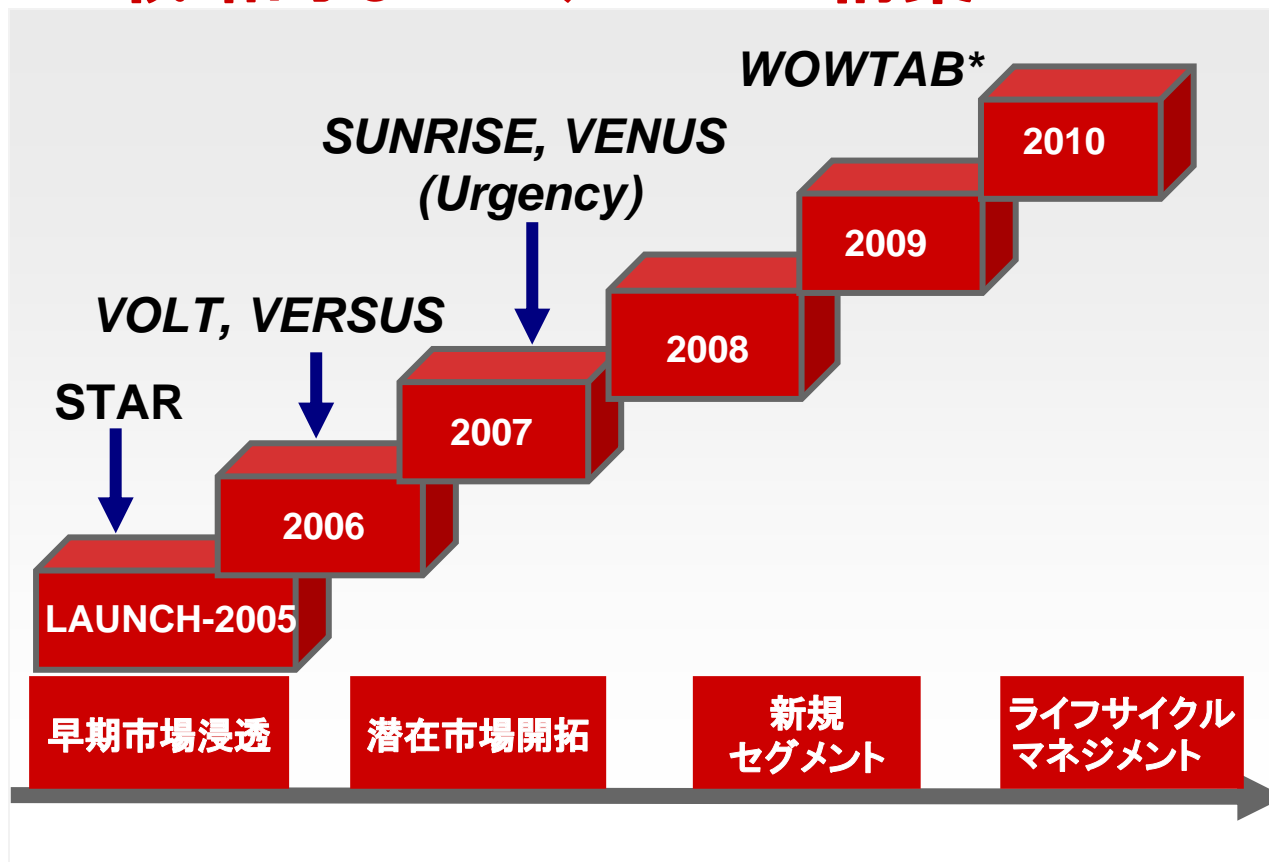 WOWTAB*
2010
SUNRISE, VENUS
(Urgency)
2009
VOLT, VERSUS
2008
STAR
2007
2006
LAUNCH-2005
早期市場浸透
潜在市場開拓
新規
セグメント
ライフサイクル
マネジメント